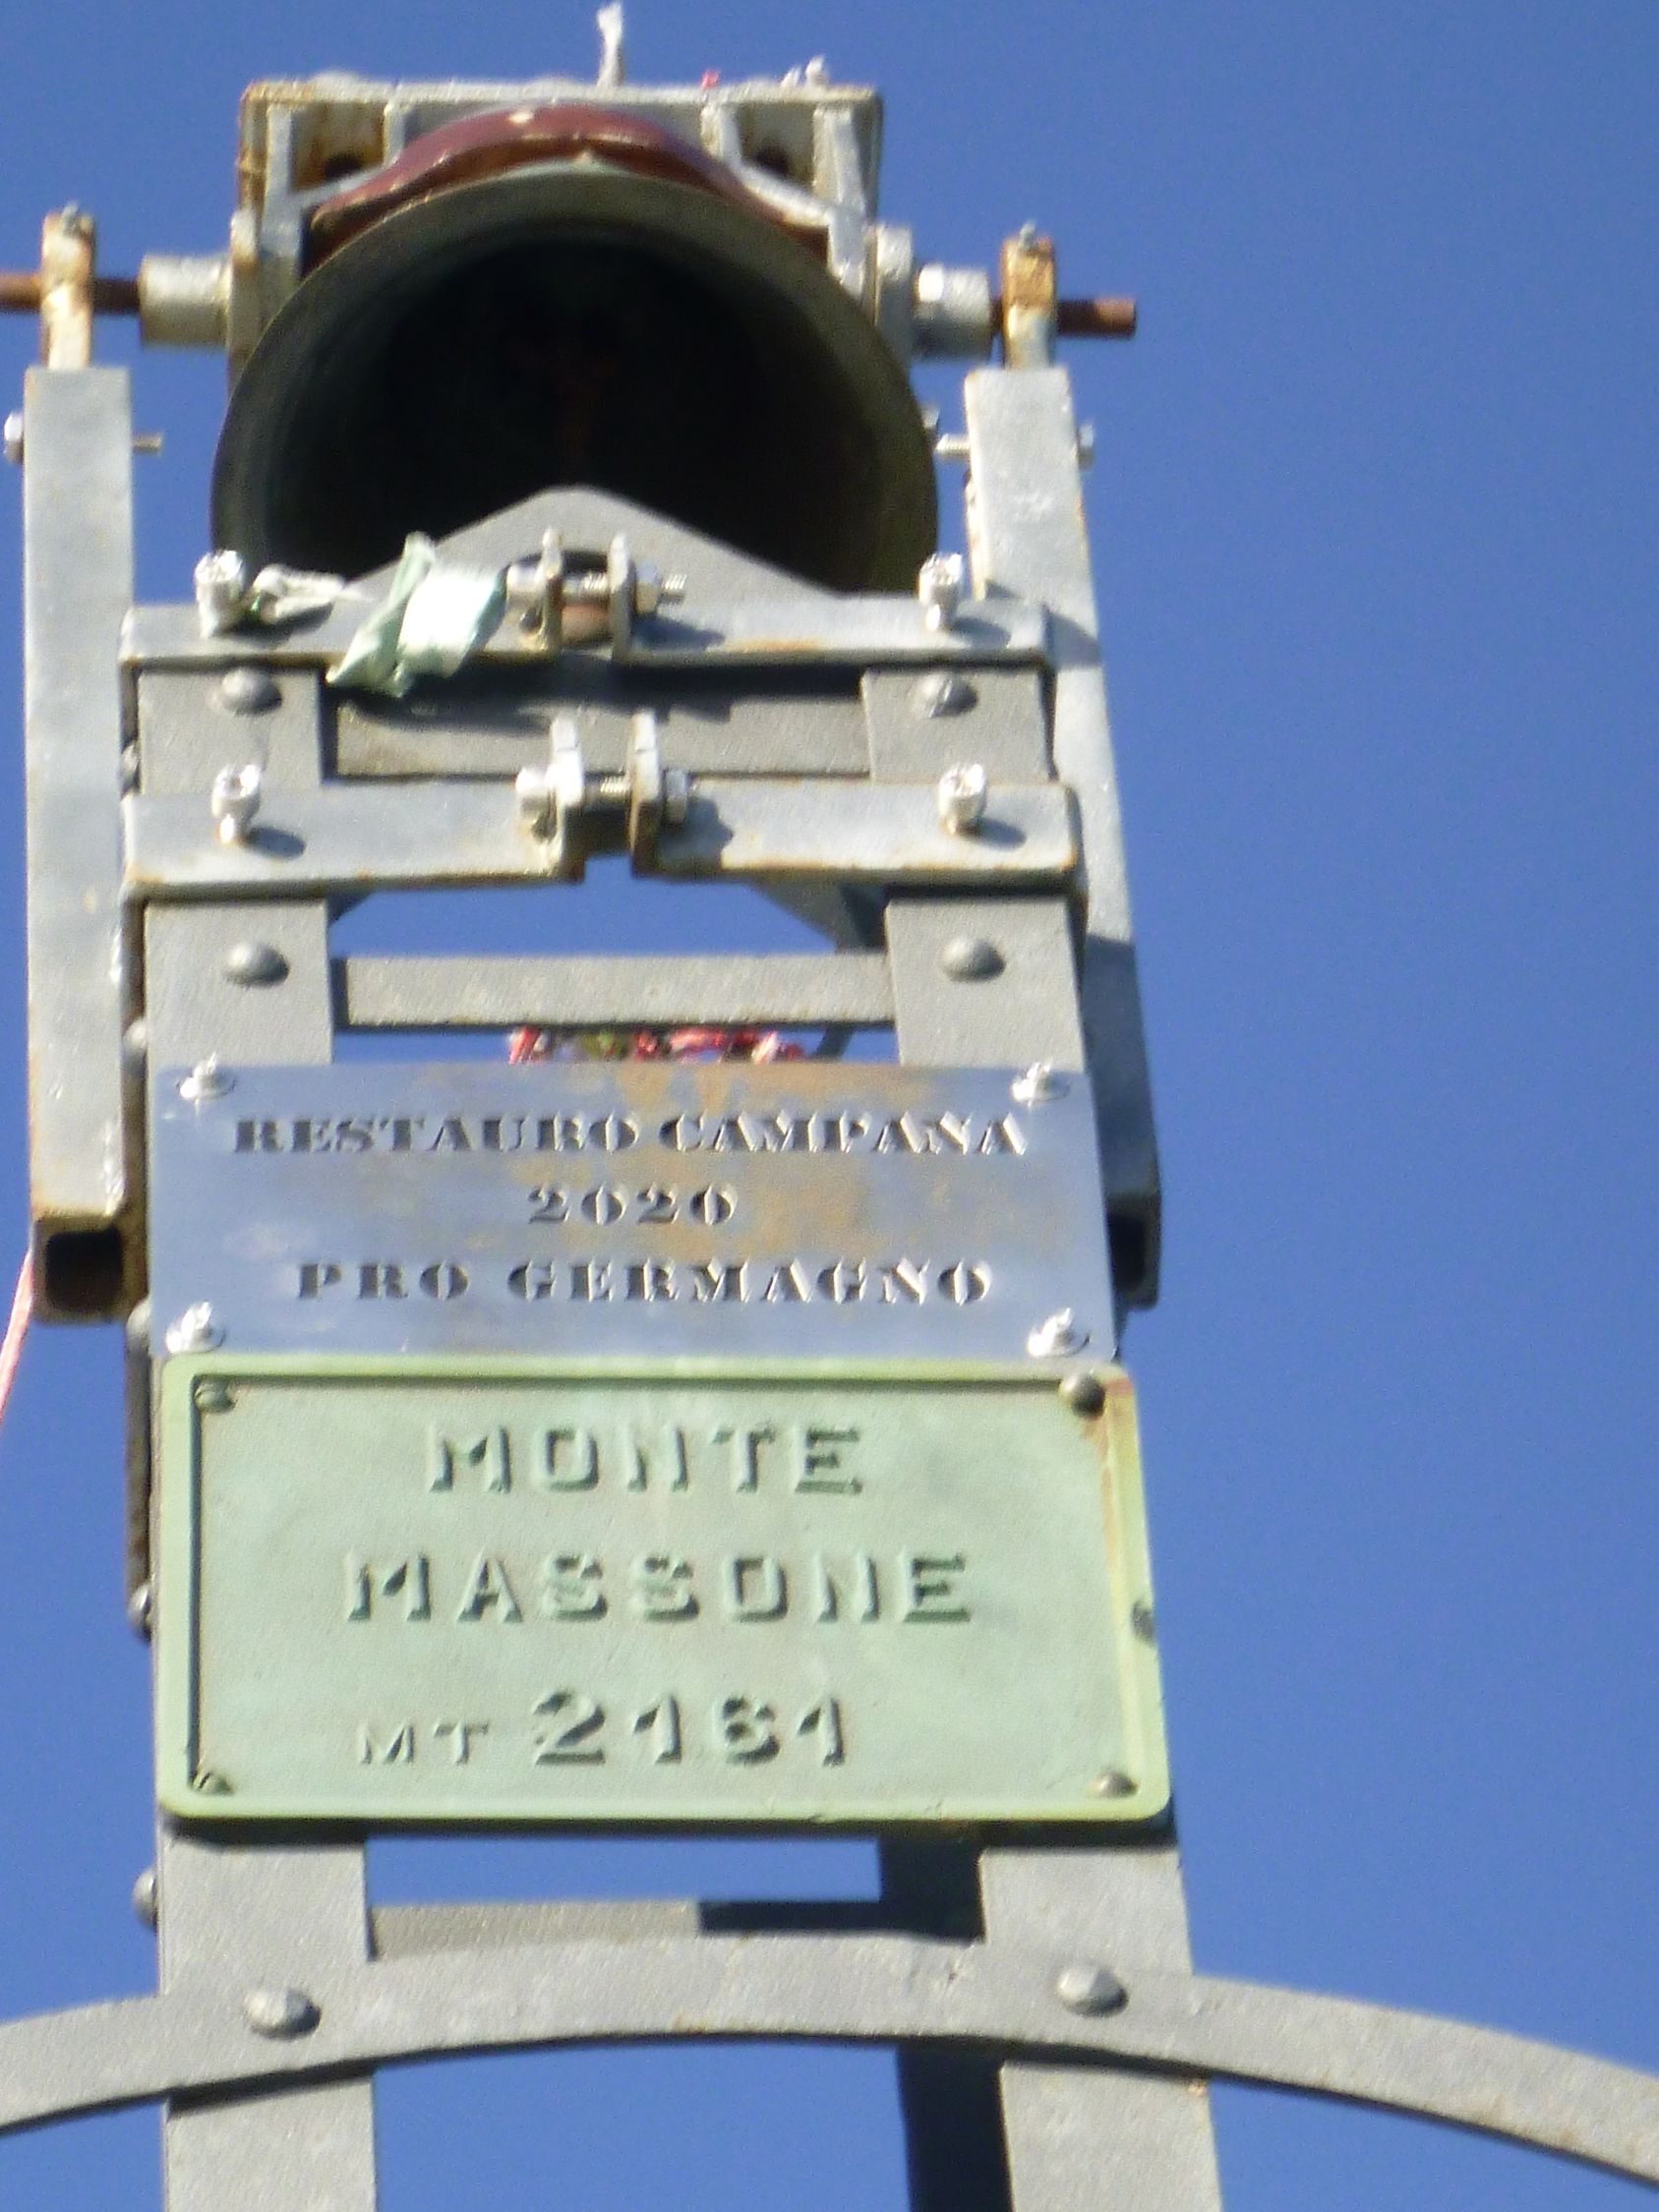 RESTAURO CAMPANA
2020
PRO GERMAGNO
MONTE
MASSONE
MT 2161